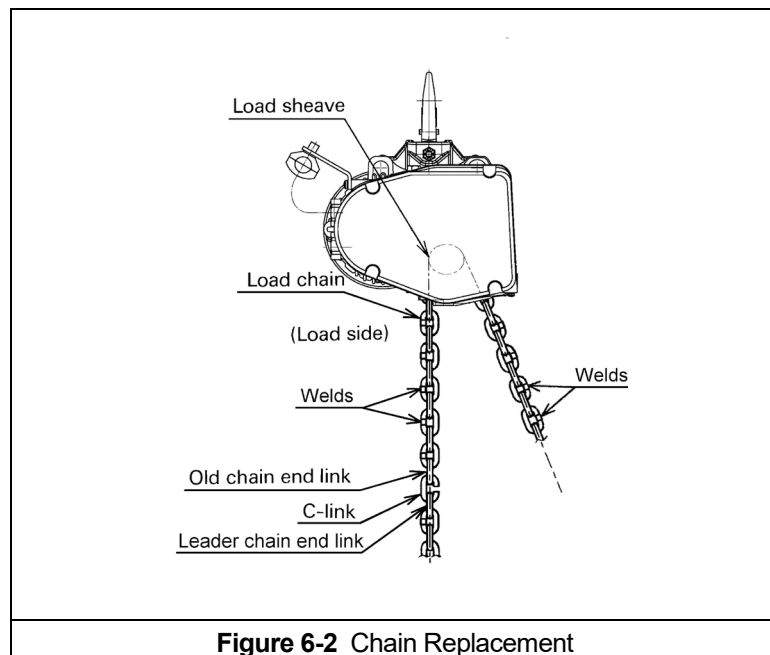 Load sheave
Load chain
(Load side)
Welds
Welds
Old chain end link
C-link
Leader chain end link
Figure 6-2 Chain Replacement